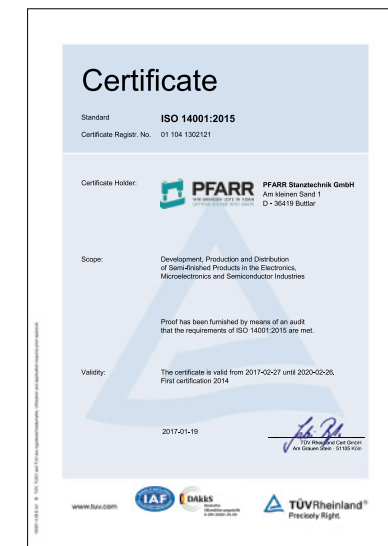 Certificate
Standard
ISO 14001:2015
Certificate Registr. No.
01 104 1302121
Certificate Holder:
PFARR
PFARR Stanztechnik GmbH
Am kleinen Sand 1
D - 36419 Buttlar
Scope:
Development, Production and Distribution
of Semi-finished Products in the Electronics,
Microelectronics and Semiconductor Industries
Proof has been furnished by means of an audit
that the requirements of ISO 14001:2015 are met.
Validity:
The certificate is valid from 2017-02-27 until 2020-02-26.
First certification 2014
2017-01-19
TÜV Rheinland Cert GmbH
Am Grauen Stein · 51105 Köln
www.tuv.com
IAF
DAkkS
Deutsche
Akkreditierungsstelle
TÜVRheinland®
Precisely Right.